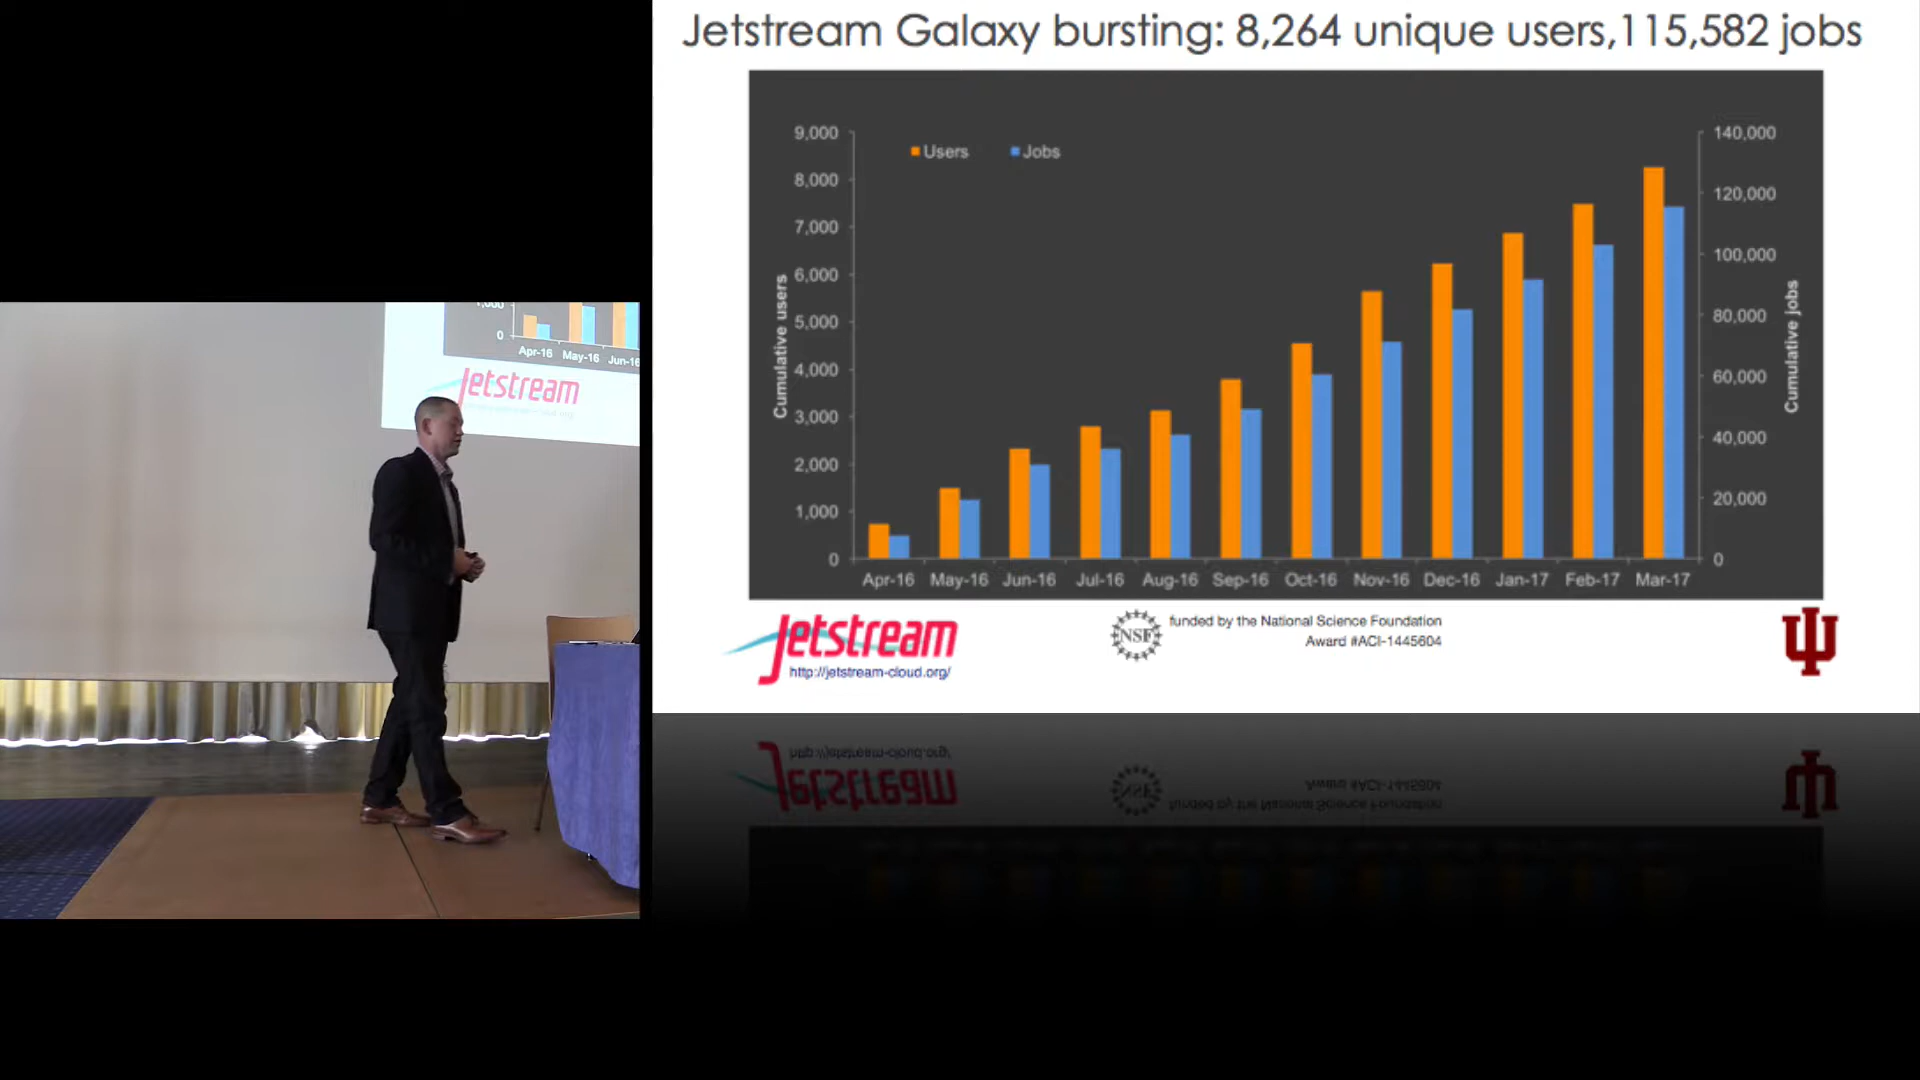 Jetstream Galaxy bursting: 8,264 unique users,115,582 jobs
Users Jobs
Cumulative users
9,000
8,000
7,000
6,000
5,000
4,000
3,000
2,000
1,000
0
140,000
120,000
100,000
80,000
60,000
40,000
20,000
0
Cumulative jobs
Apr-16 May-16 Jun-16 Jul-16 Aug-16 Sep-16 Oct-16 Nov-16 Dec-16 Jan-17 Feb-17 Mar-17
Jetstream
http://jetstream-cloud.org/
NSF
funded by the National Science Foundation
Award #ACI-1445604
1,000
0
Apr-16 May-16 Jun-16
Jetstream